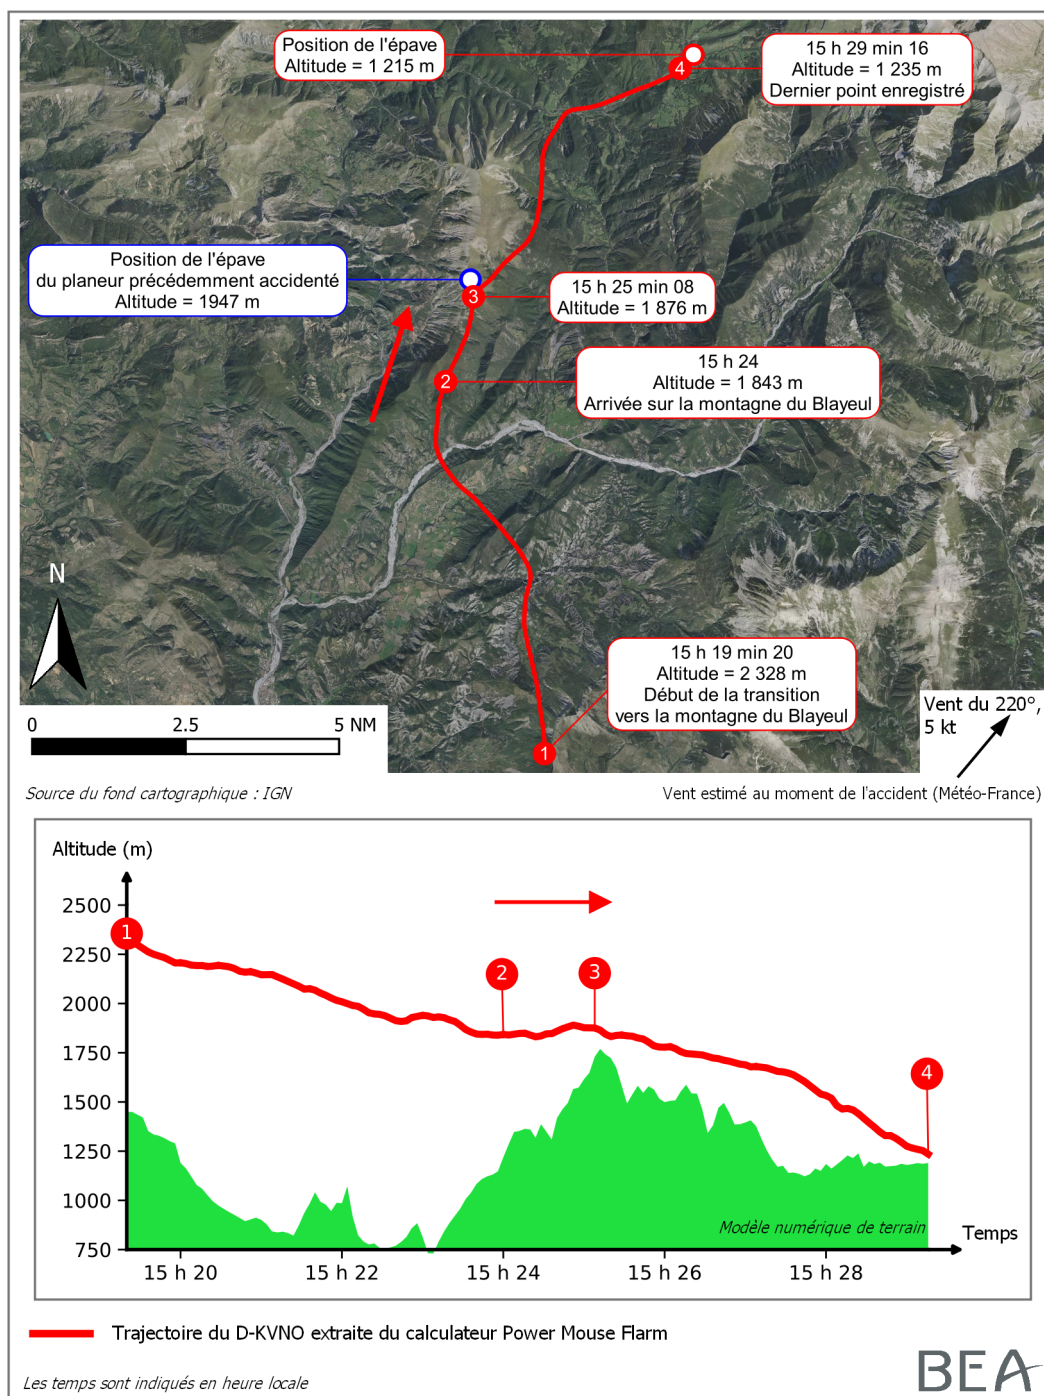 Position de l'épave
Altitude = 1 215 m
15 h 29 min 16
Altitude = 1 235 m
Dernier point enregistré
4
Position de l'épave
du planeur précédemment accidenté
Altitude = 1947 m
3
15 h 25 min 08
Altitude = 1 876 m
2
15 h 24
Altitude = 1 843 m
Arrivée sur la montagne du Blayeul
N
15 h 19 min 20
Altitude = 2 328 m
Début de la transition
vers la montagne du Blayeul
1
0 2.5 5 NM
Vent du 220°,
5 kt
Source du fond cartographique : IGN
Vent estimé au moment de l'accident (Météo-France)
Altitude (m)
2500
2250
2000
1750
1500
1250
1000
750
1
2
3
4
Modèle numérique de terrain
Temps
15 h 20 15 h 22 15 h 24 15 h 26 15 h 28
Trajectoire du D-KVNO extraite du calculateur Power Mouse Flarm
Les temps sont indiqués en heure locale
BEA